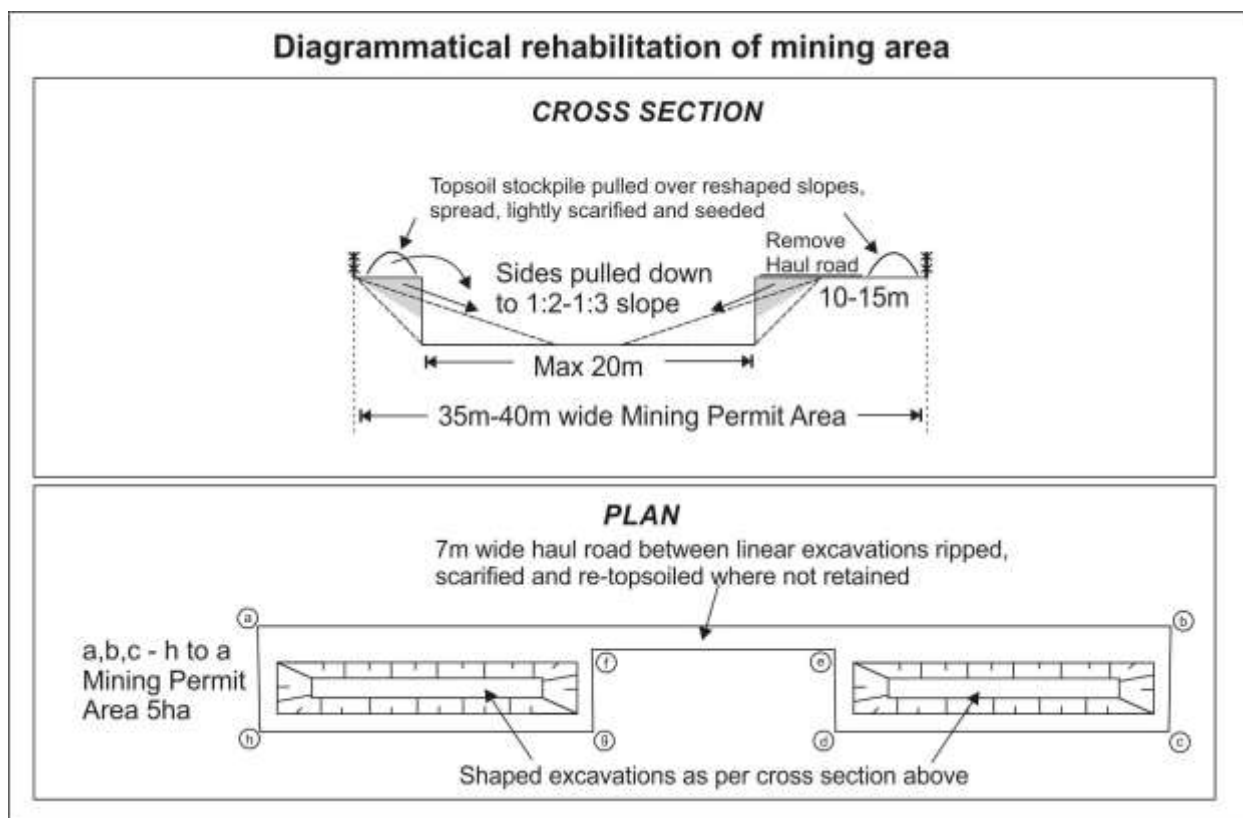 Diagrammatical rehabilitation of mining area
CROSS SECTION
Topsoil stockpile pulled over reshaped slopes,
spread, lightly scarified and seeded
Remove
Haul road
Sides pulled down
to 1:2-1:3 slope
10-15m
Max 20m
35m-40m wide Mining Permit Area
PLAN
7m wide haul road between linear excavations ripped,
scarified and re-topsoiled where not retained
a
b
a,b,c - h to a
Mining Permit
Area 5ha
f
e
h
g
d
c
Shaped excavations as per cross section above